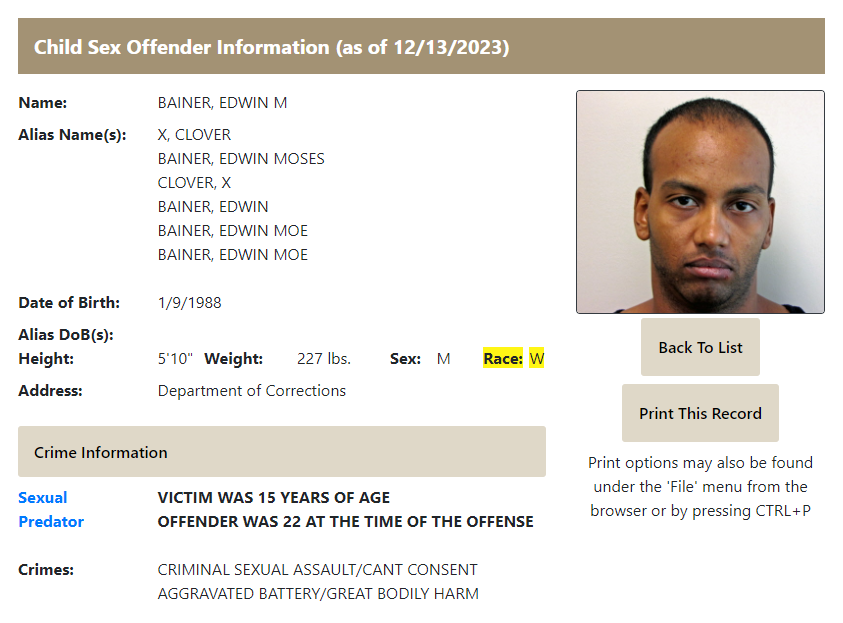 Child Sex Offender Information (as of 12/13/2023)
Name: BAINER, EDWIN M
Alias Name(s): X, CLOVER
BAINER, EDWIN MOSES
CLOVER, X
BAINER, EDWIN
BAINER, EDWIN MOE
BAINER, EDWIN MOE
Date of Birth: 1/9/1988
Alias DoB(s):
Height: 5'10" Weight: 227 lbs. Sex: M Race: W
Address: Department of Corrections
Back To List
Print This Record
Print options may also be found
under the 'File' menu from the
browser or by pressing CTRL+P
Crime Information
Sexual VICTIM WAS 15 YEARS OF AGE
Predator OFFENDER WAS 22 AT THE TIME OF THE OFFENSE
Crimes: CRIMINAL SEXUAL ASSAULT/CANT CONSENT
AGGRAVATED BATTERY/GREAT BODILY HARM